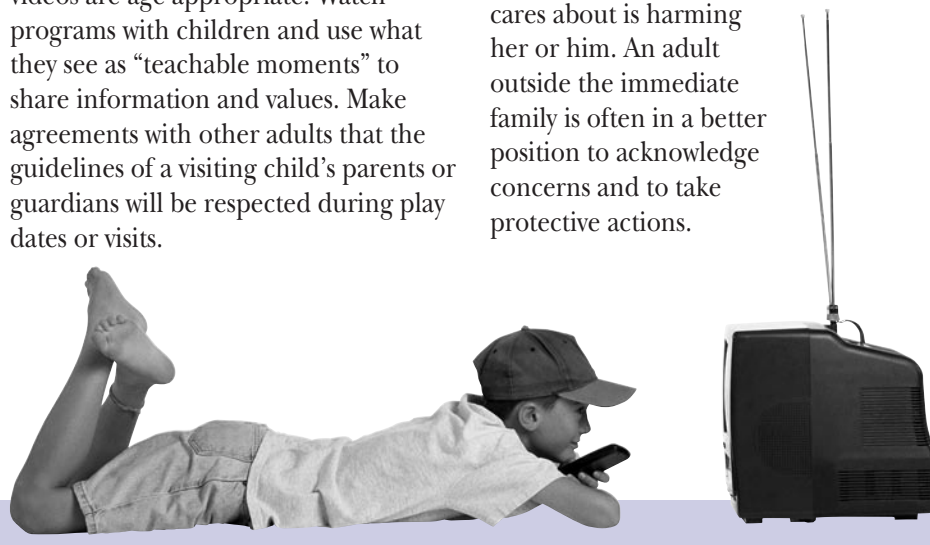 videos are age appropriate. Watch
programs with children and use what
they see as “teachable moments” to
share information and values. Make
agreements with other adults that the
guidelines of a visiting child’s parents or
guardians will be respected during play
dates or visits.
cares about is harming
her or him. An adult
outside the immediate
family is often in a better
position to acknowledge
concerns and to take
protective actions.